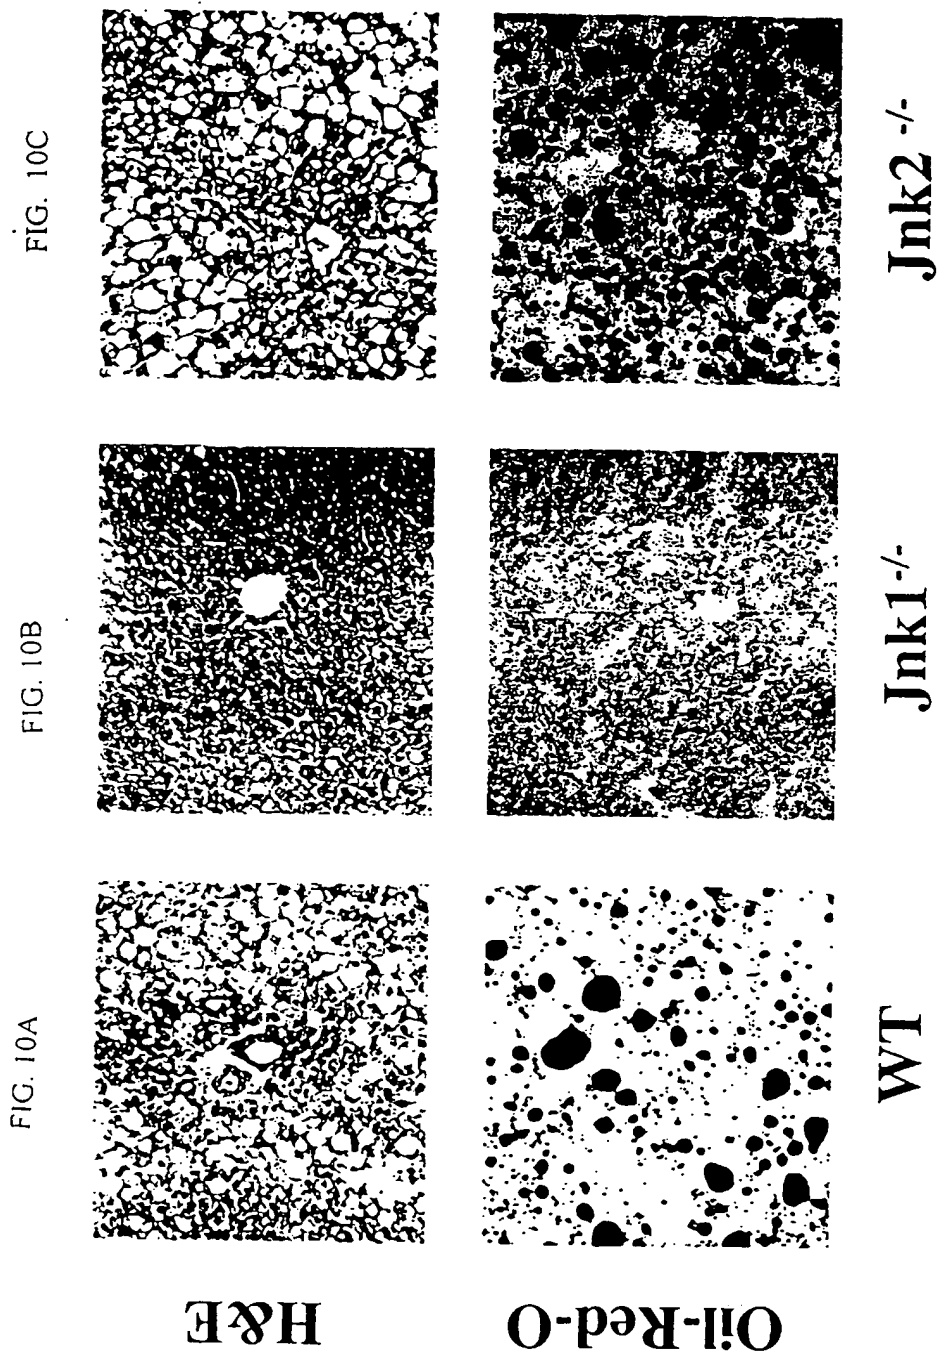 FIG. 10A
FIG. 10B
FIG. 10C
H&E
Oil-Red-O
WT
Jnk1-/-
Jnk2 -/-